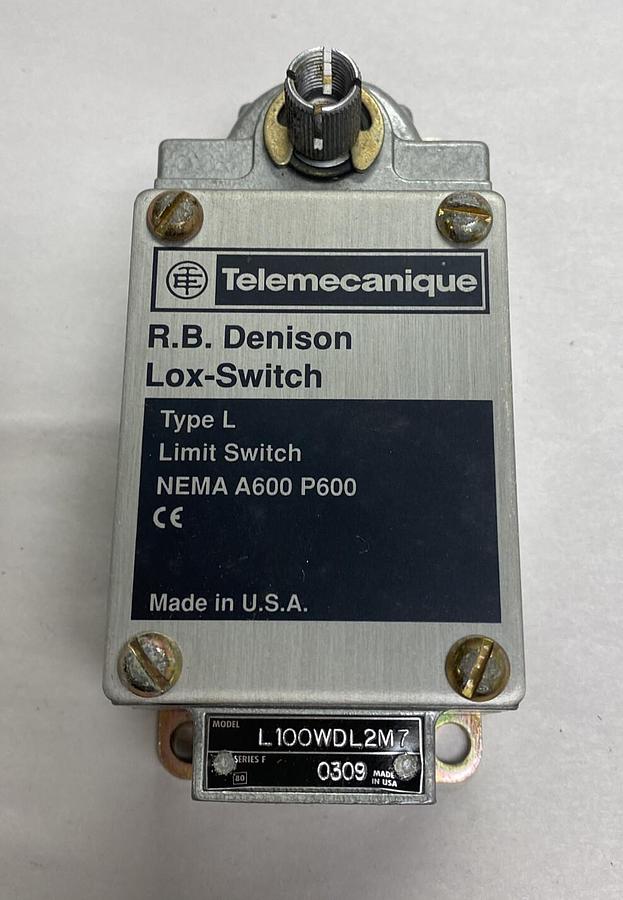 Telemecanique
R.B. Denison
Lox-Switch
Type L
Limit Switch
NEMA A600 P600
CE
Made in U.S.A.
MODEL
L100WDL2M7
SERIES F
0309 MADE
IN USA
80